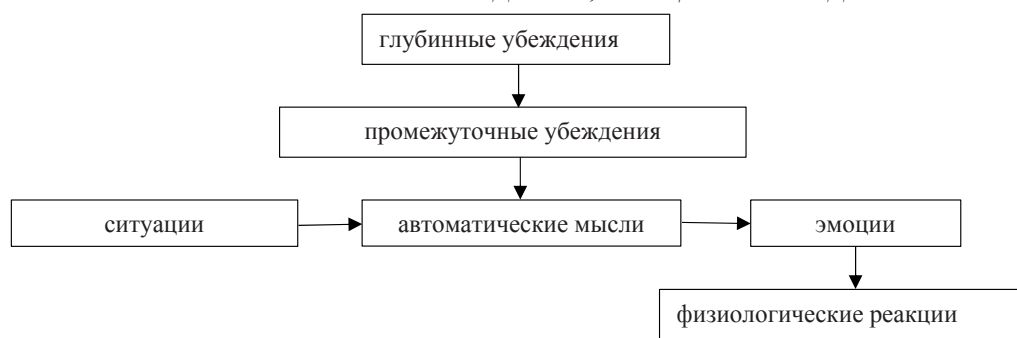 глубинные убеждения
промежуточные убеждения
ситуации
автоматические мысли
эмоции
физиологические реакции